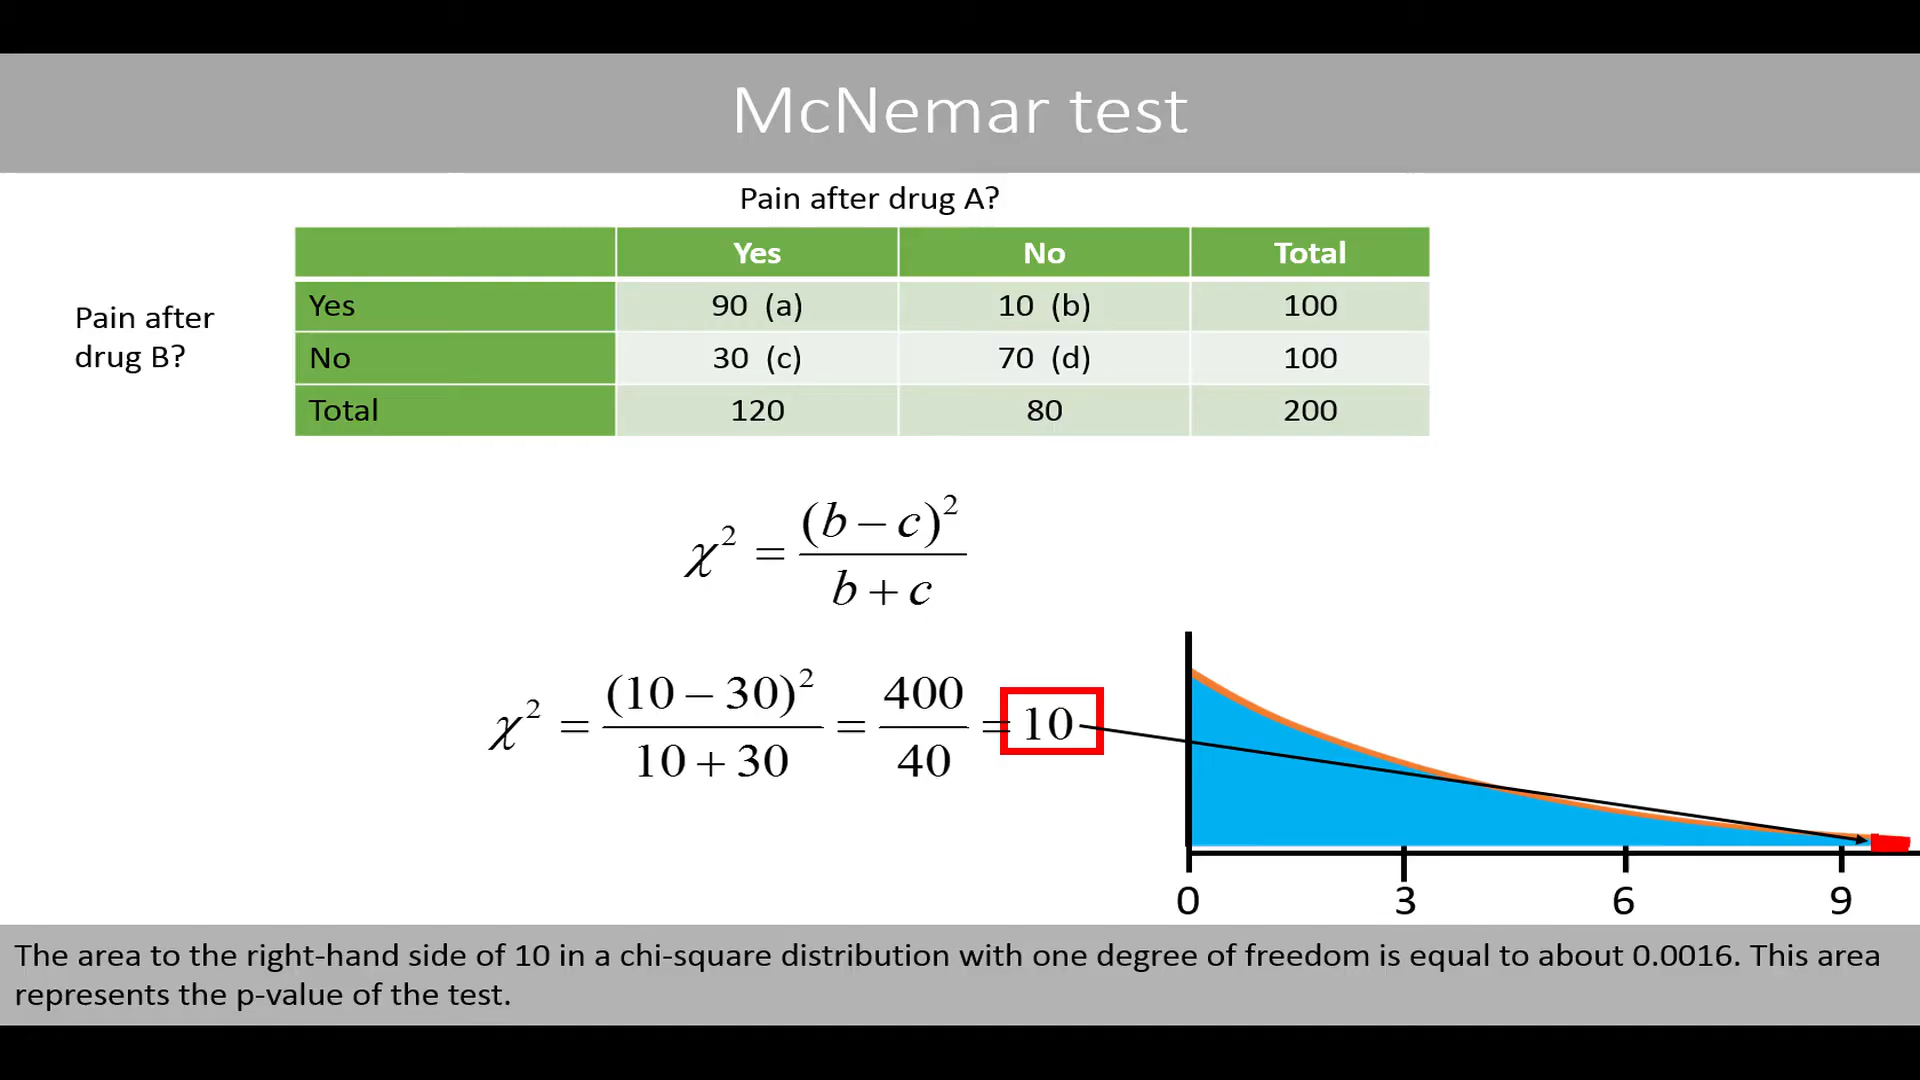 McNemar test
Pain after drug A?
Yes No Total
Pain after
drug B?
Yes 90 (a) 10 (b) 100
No 30 (c) 70 (d) 100
Total 120 80 200
χ² = (b − c)² / b + c
χ² = (10 − 30)² / 10 + 30 = 400 / 40 = 10
0 3 6 9
The area to the right-hand side of 10 in a chi-square distribution with one degree of freedom is equal to about 0.0016. This area
represents the p-value of the test.